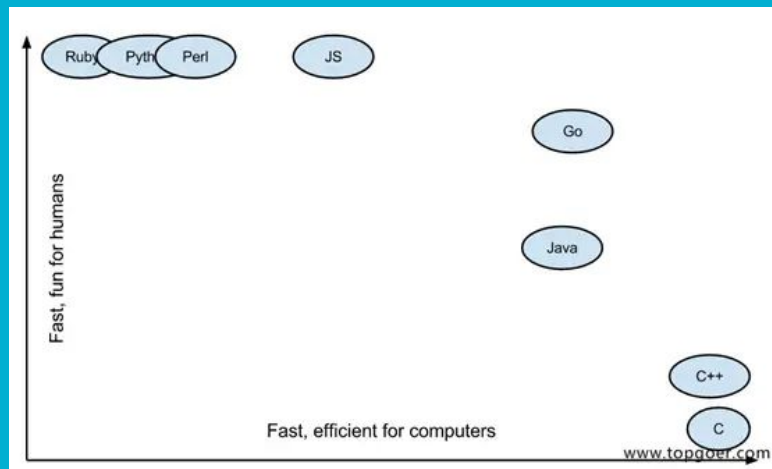 Ruby
Pyth
Perl
JS
Go
Java
C++
C
Fast, fun for humans
Fast, efficient for computers
www.topgoer.com